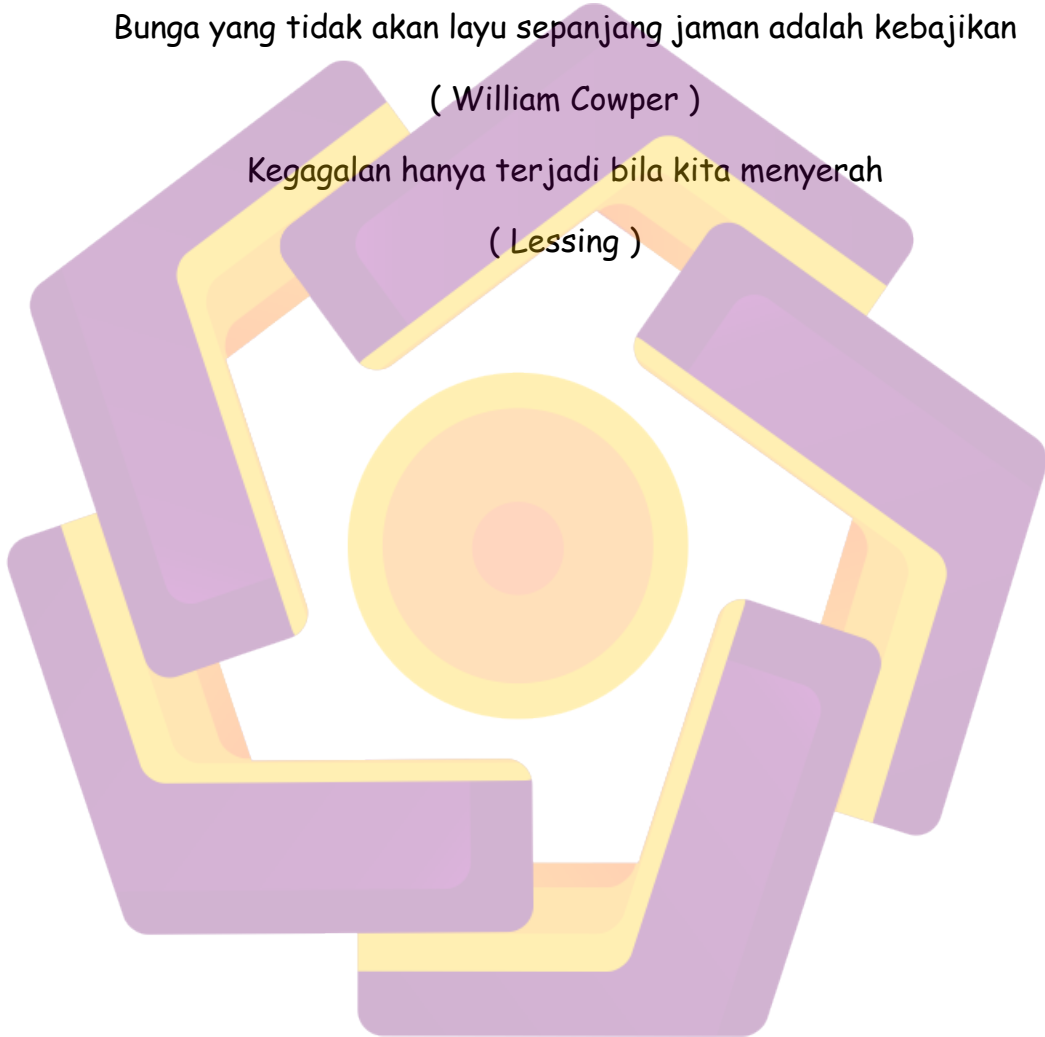 Bunga yang tidak akan layu sepanjang jaman adalah kebajikan
( William Cowper )
Kegagalan hanya terjadi bila kita menyerah
( Lessing )